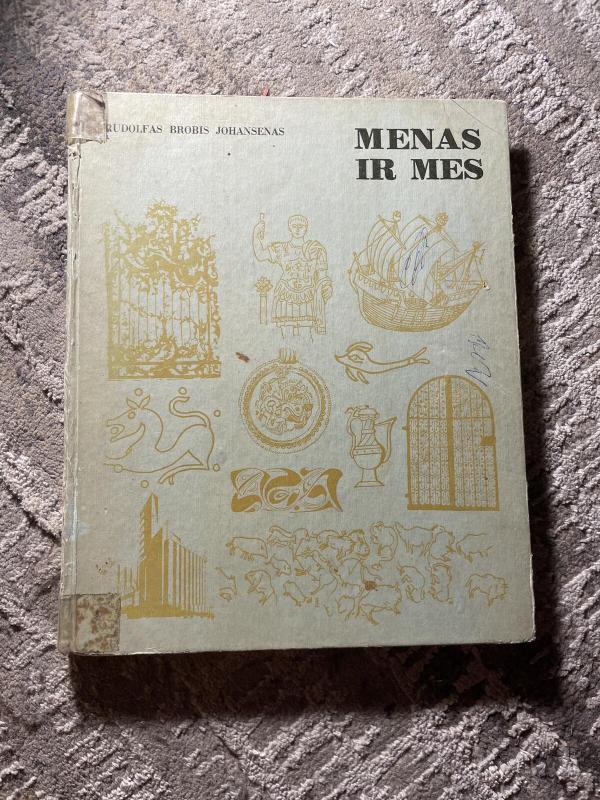 RUDOLFAS BROBIS JOHANSENAS
MENAS
IR MES